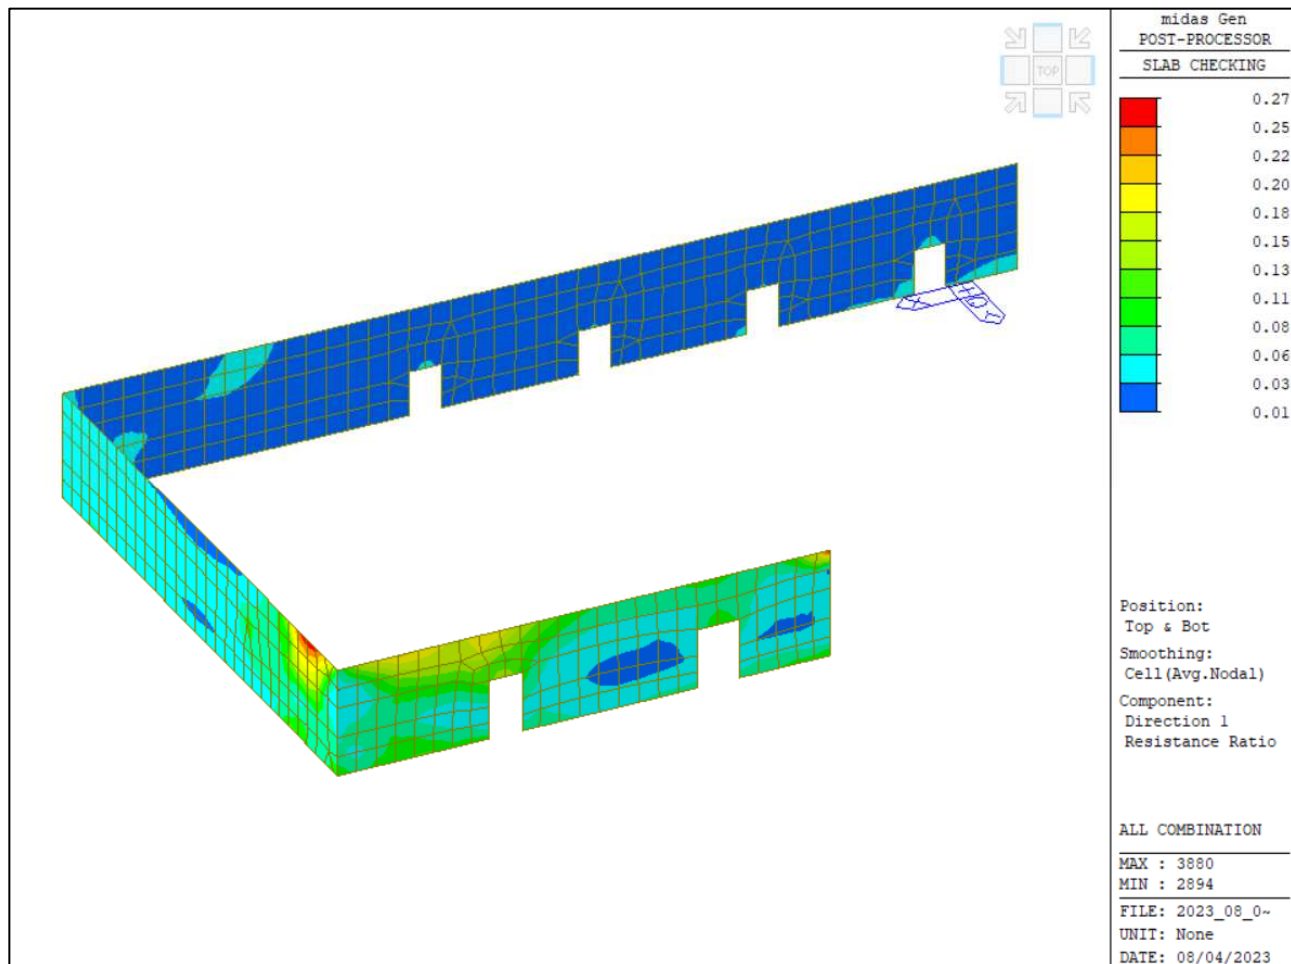 midas Gen
POST-PROCESSOR
SLAB CHECKING
0.27
0.25
0.22
0.20
0.18
0.15
0.13
0.11
0.08
0.06
0.03
0.01
TOP
Position:
Top & Bot
Smoothing:
Cell(Avg.Nodal)
Component:
Direction 1
Resistance Ratio
ALL COMBINATION
MAX : 3880
MIN : 2894
FILE: 2023_08_0~
UNIT: None
DATE: 08/04/2023